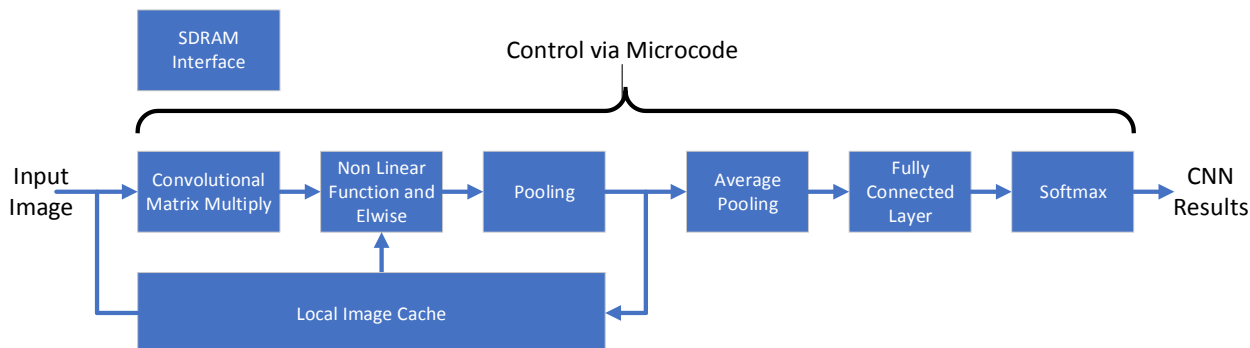 SDRAM
Interface
Control via Microcode
Input
Image
Convolutional
Matrix Multiply
Non Linear
Function and
Elwise
Pooling
Average
Pooling
Fully
Connected
Layer
Softmax
CNN
Results
Local Image Cache